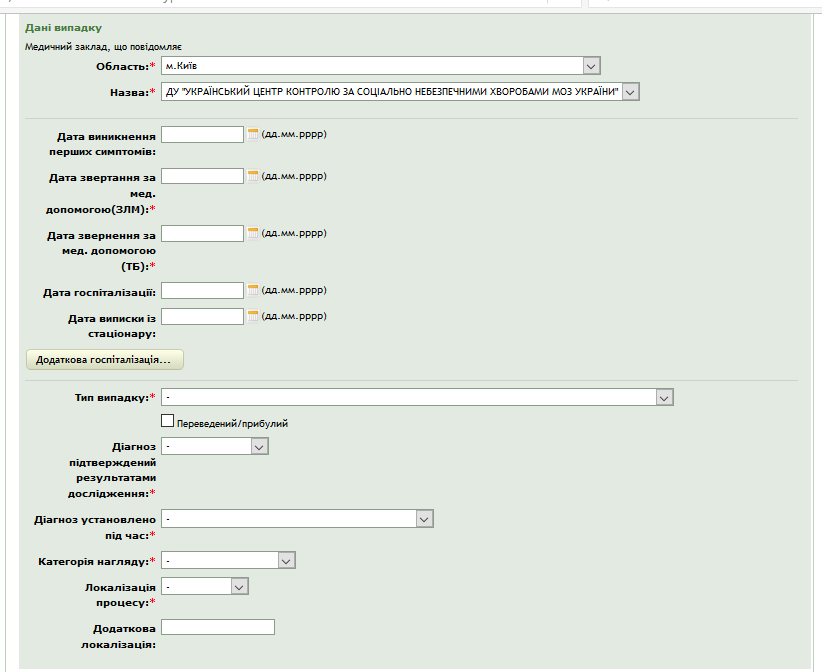 Дані випадку
Медичний заклад, що повідомляє
Область:* м.Київ
Назва:* ДУ "УКРАЇНСЬКИЙ ЦЕНТР КОНТРОЛЮ ЗА СОЦІАЛЬНО НЕБЕЗПЕЧНИМИ ХВОРОБАМИ МОЗ УКРАЇНИ"
Дата виникнення (дд.мм.рррр)
перших симптомів:
Дата звертання за (дд.мм.рррр)
мед.
допомогою(ЗЛМ):*
Дата звернення за (дд.мм.рррр)
мед. допомогою
(ТБ):*
Дата госпіталізації: (дд.мм.рррр)
Дата виписки із (дд.мм.рррр)
стаціонару:
Додаткова госпіталізація...
Тип випадку:* -
Переведений/прибулий
Діагноз -
підтверджений
результатами
дослідження:*
Діагноз установлено -
під час:*
Категорія нагляду:* -
Локалізація -
процесу:*
Додаткова
локалізація: